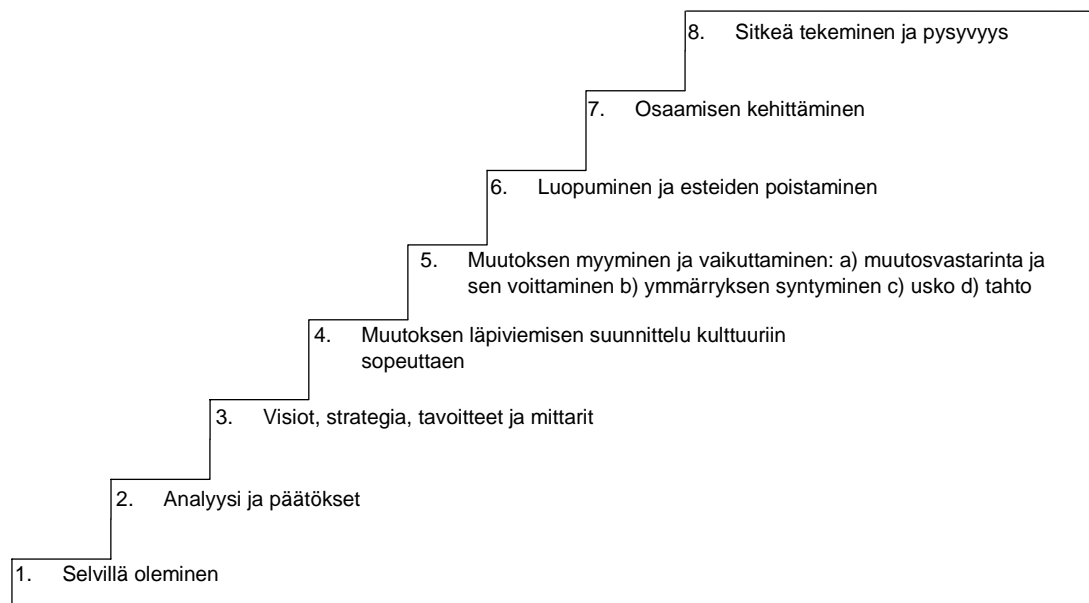 8. Sitkeä tekeminen ja pysyvyys
7. Osaamisen kehittäminen
6. Luopuminen ja esteiden poistaminen
5. Muutoksen myyminen ja vaikuttaminen: a) muutosvastarinta ja
sen voittaminen b) ymmärryksen syntyminen c) usko d) tahto
4. Muutoksen läpiviemisen suunnittelu kulttuuriin
sopeuttaen
3. Visiot, strategia, tavoitteet ja mittarit
2. Analyysi ja päätökset
1. Selvillä oleminen